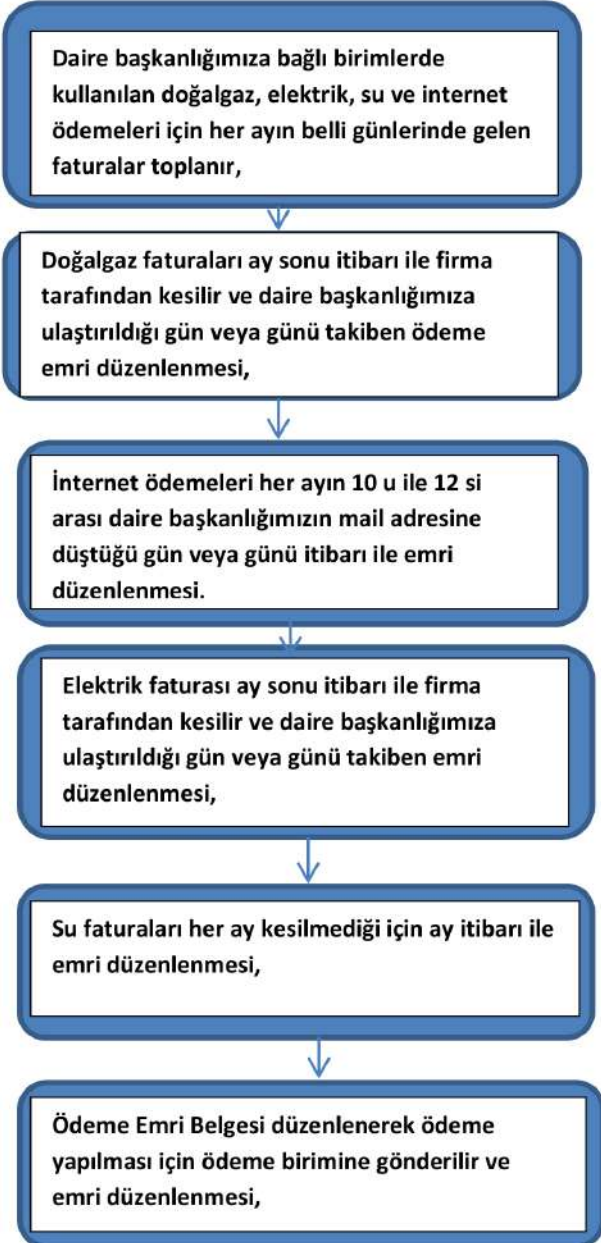 Daire başkanlığımıza bağlı birimlerde
kullanılan doğalgaz, elektrik, su ve internet
ödemeleri için her ayın belli günlerinde gelen
faturalar toplanır,
Doğalgaz faturaları ay sonu itibarı ile firma
tarafından kesilir ve daire başkanlığımıza
ulaştırıldığı gün veya günü takiben ödeme
emri düzenlenmesi,
İnternet ödemeleri her ayın 10 u ile 12 si
arası daire başkanlığımızın mail adresine
düştüğü gün veya günü itibarı ile emri
düzenlenmesi.
Elektrik faturası ay sonu itibarı ile firma
tarafından kesilir ve daire başkanlığımıza
ulaştırıldığı gün veya günü takiben emri
düzenlenmesi,
Su faturaları her ay kesilmediği için ay itibarı ile
emri düzenlenmesi,
Ödeme Emri Belgesi düzenlenerek ödeme
yapılması için ödeme birimine gönderilir ve
emri düzenlenmesi,